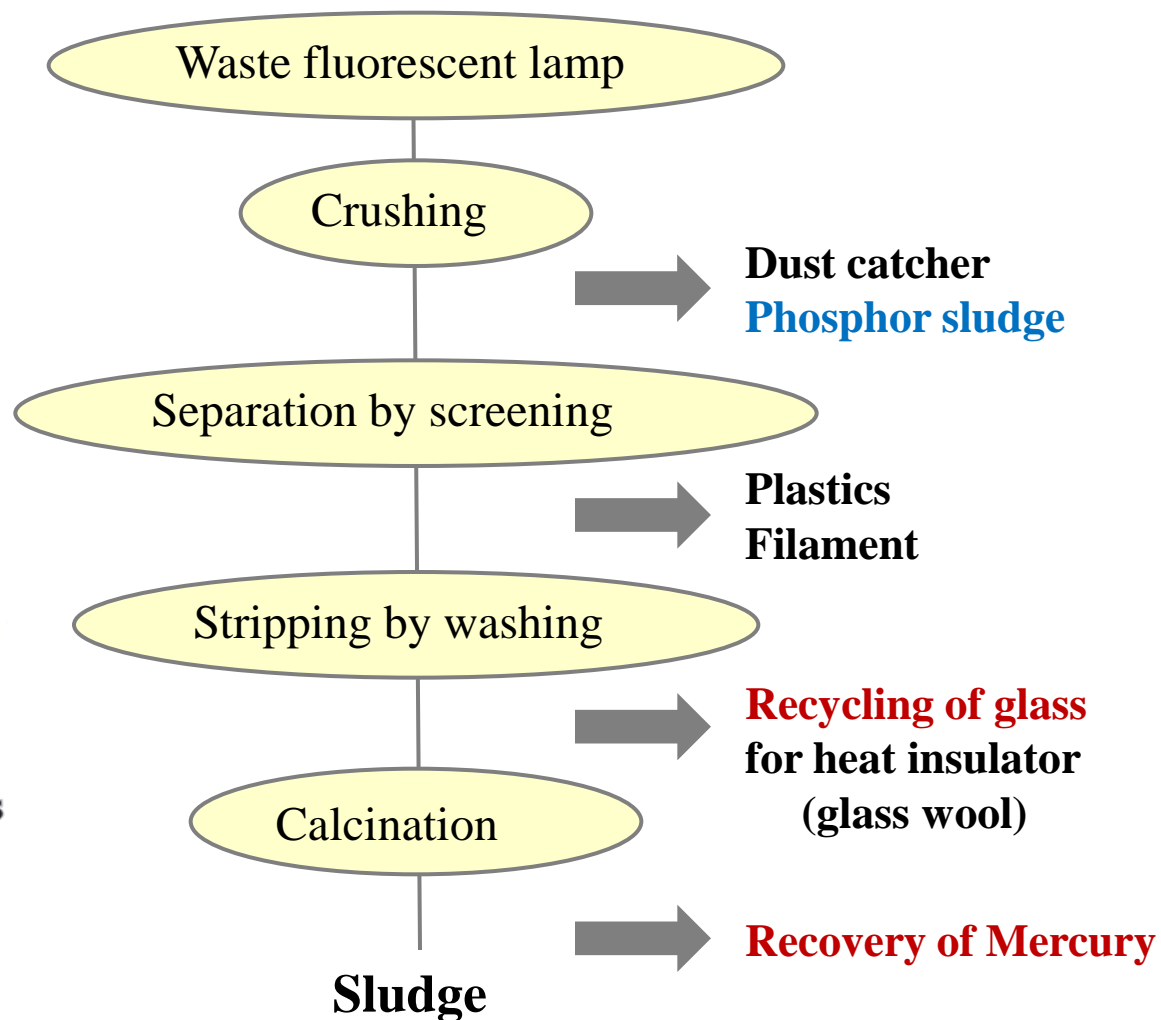 Waste fluorescent lamp
Crushing
Dust catcher
Phosphor sludge
Separation by screening
Plastics
Filament
Stripping by washing
Recycling of glass
for heat insulator
(glass wool)
Calcination
Recovery of Mercury
Sludge